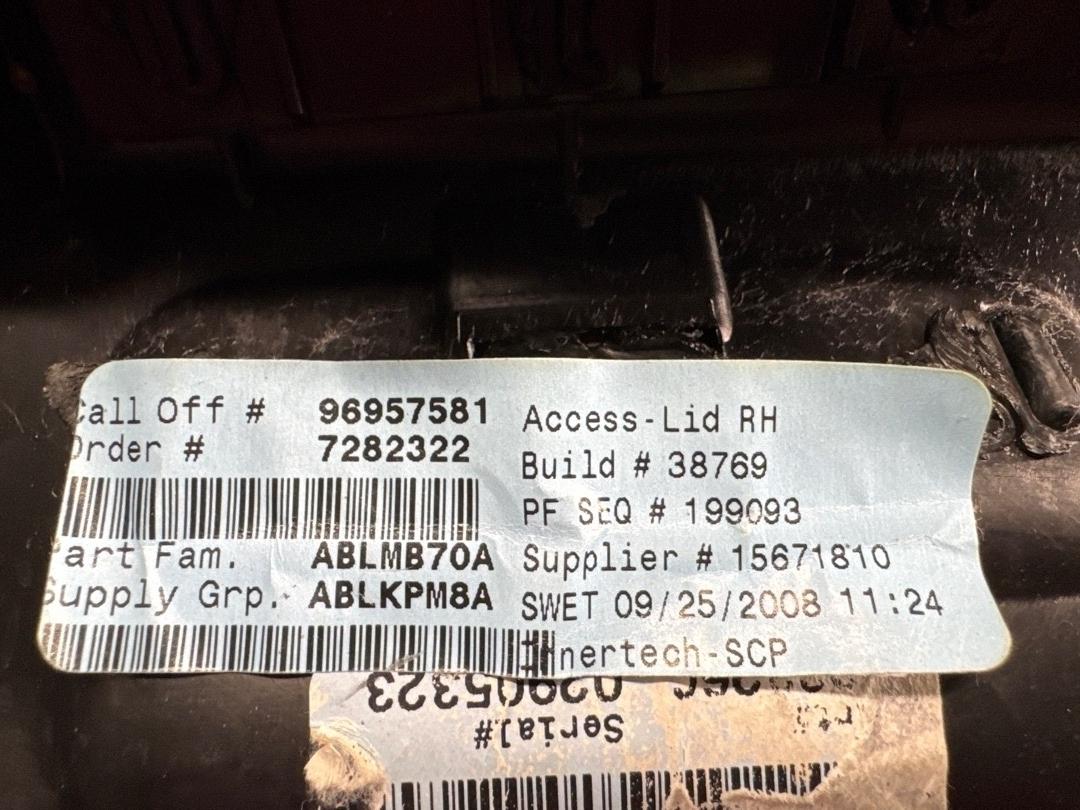 Call Off # 96957581
Order # 7282322
Part Fam. ABLMB70A
Supply Grp. ABLKPM8A
Access-Lid RH
Build # 38769
PF SEQ # 199093
Supplier # 15671810
SWET 09/25/2008 11:24
Innertech-SCP
02905323
Serial#